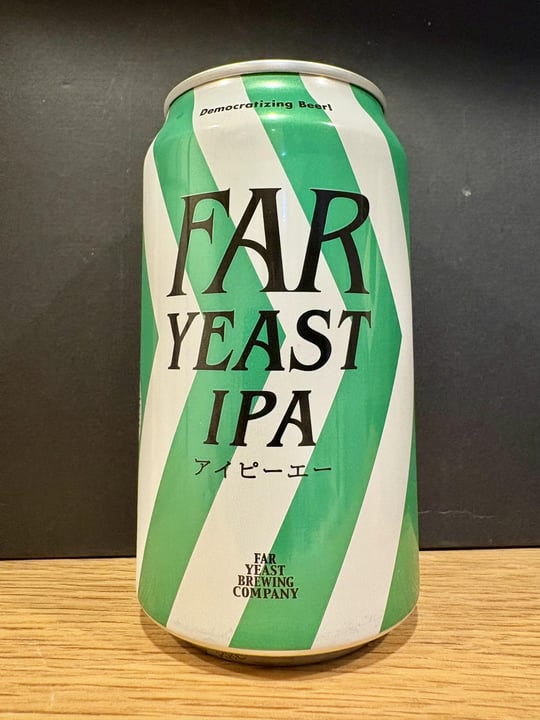 Democratizing Beer!
FAR
YEAST
IPA
アイピーエー
FAR
YEAST
BREWING
COMPANY